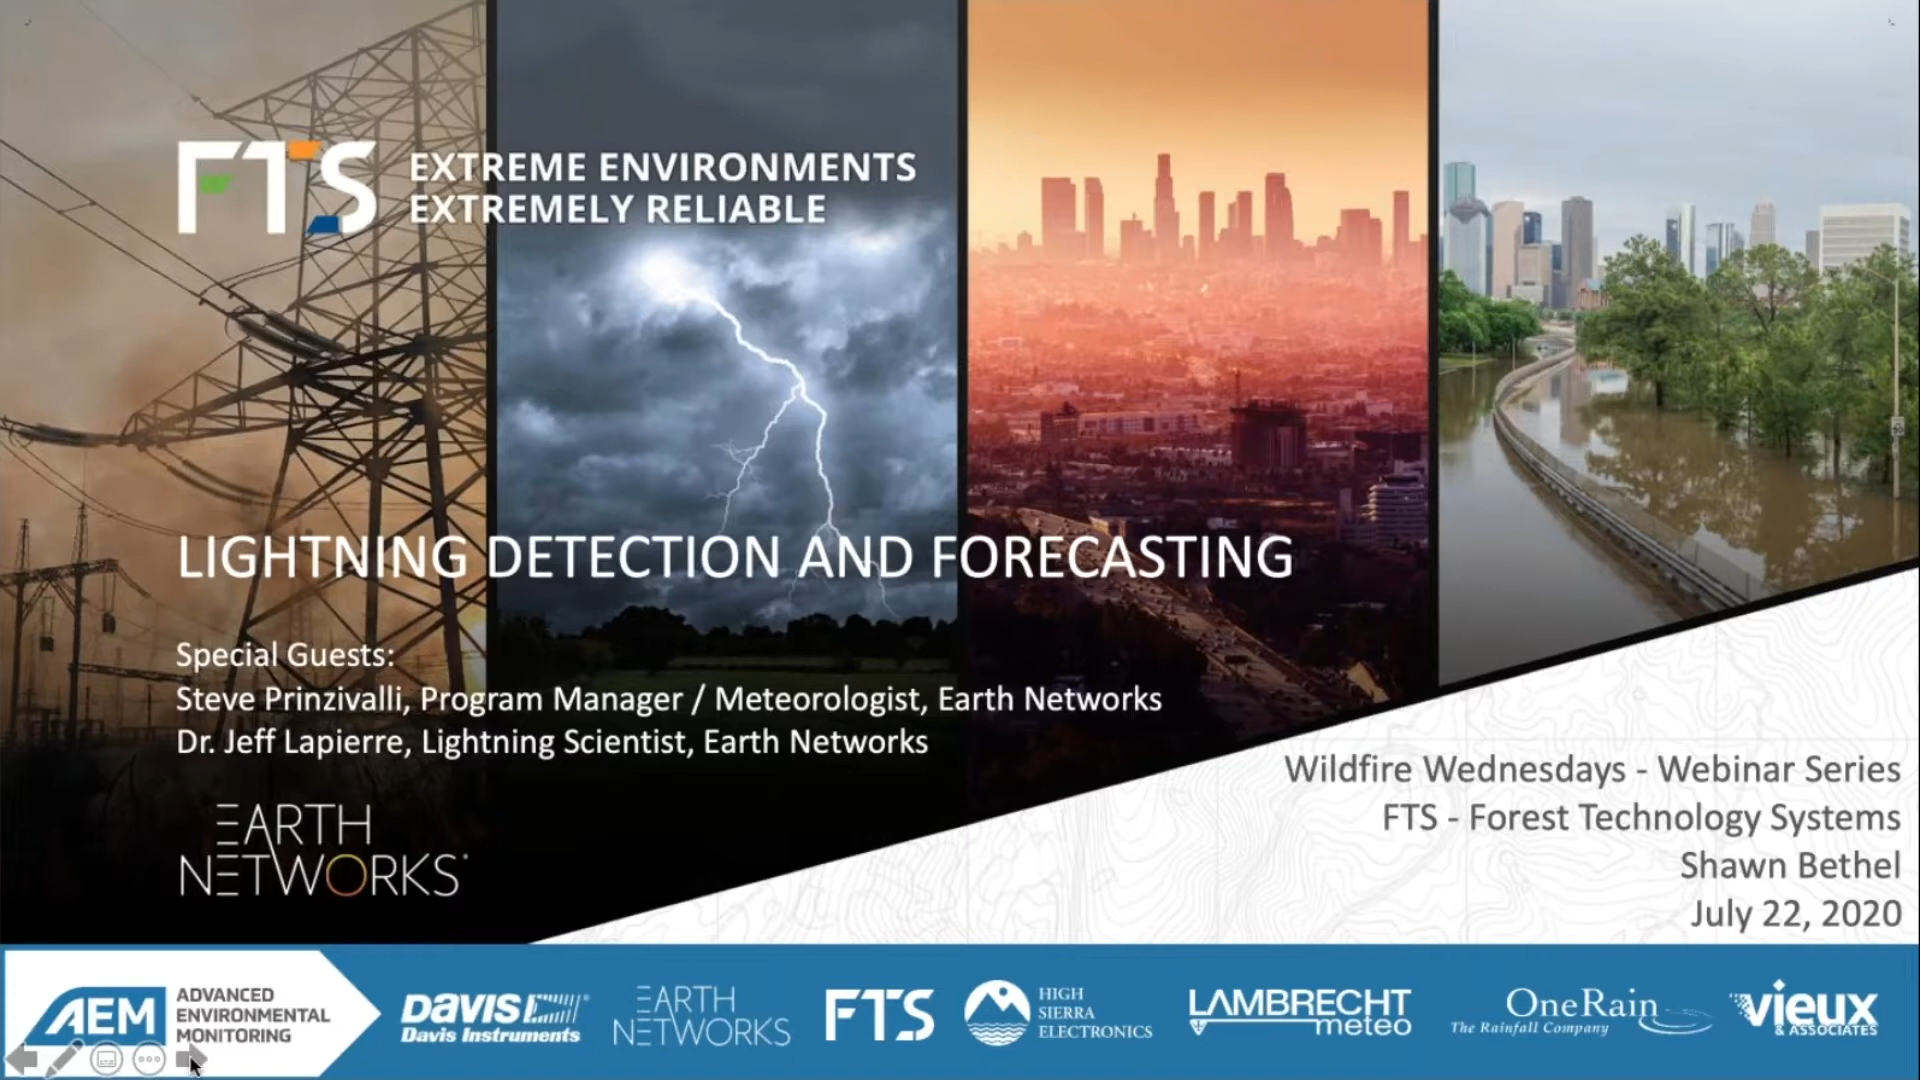 FTS EXTREME ENVIRONMENTS
EXTREMELY RELIABLE
LIGHTNING DETECTION AND FORECASTING
Special Guests:
Steve Prinzivalli, Program Manager / Meteorologist, Earth Networks
Dr. Jeff Lapierre, Lightning Scientist, Earth Networks
EARTH
NETWORKS
Wildfire Wednesdays - Webinar Series
FTS - Forest Technology Systems
Shawn Bethel
July 22, 2020
AEM
ADVANCED
ENVIRONMENTAL
MONITORING
DAVIS
Davis Instruments
EARTH
NETWORKS
FTS
HIGH
SIERRA
ELECTRONICS
LAMBRECHT
meteo
OneRain
The Rainfall Company
vieux
& ASSOCIATES